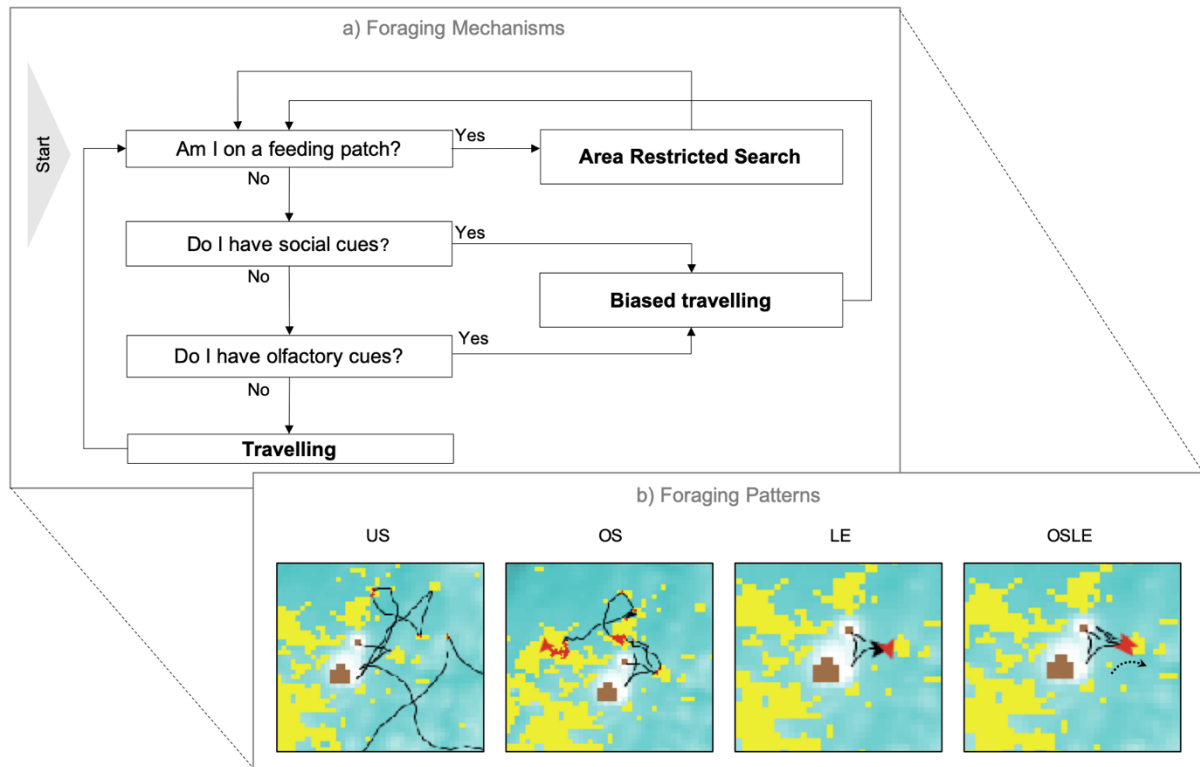 a) Foraging Mechanisms
Start
Am I on a feeding patch?
Yes
Area Restricted Search
No
Do I have social cues?
Yes
No
Biased travelling
Do I have olfactory cues?
Yes
No
Travelling
b) Foraging Patterns
US
OS
LE
OSLE